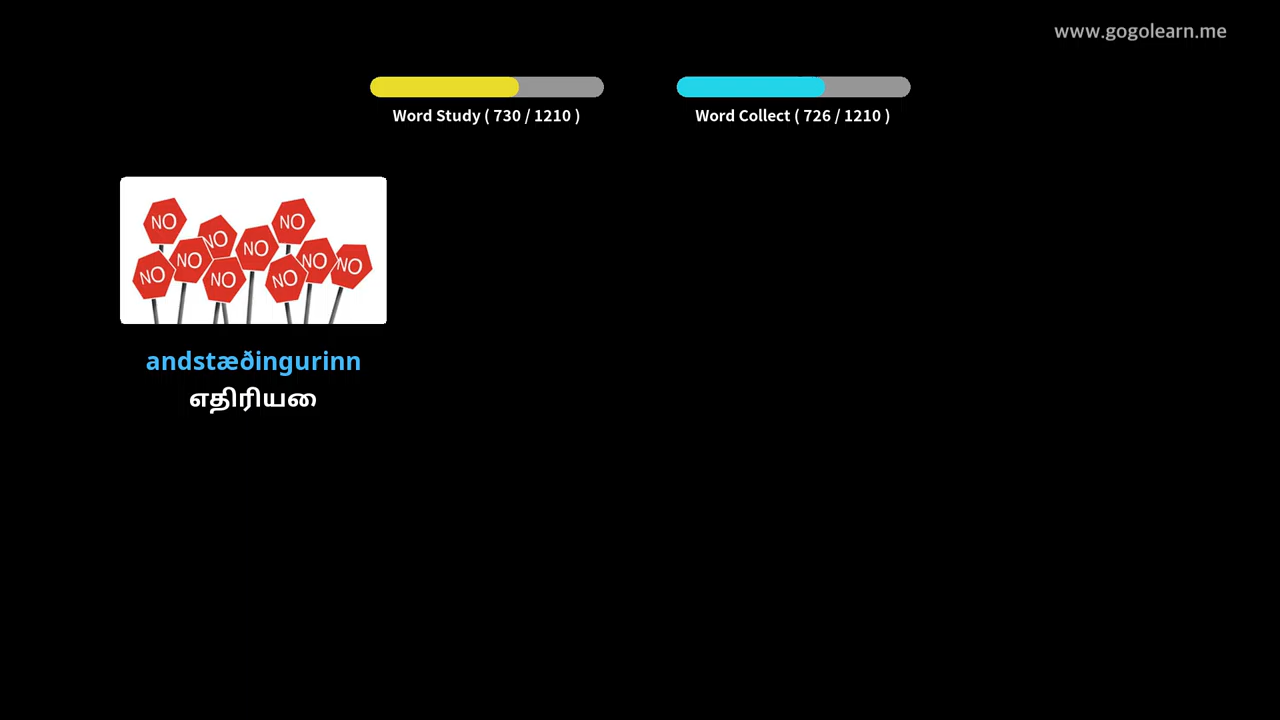 www.gogolearn.me
Word Study ( 730 / 1210 )
Word Collect ( 726 / 1210 )
NO
NO
NO
NO
NO
NO
NO
NO
NO
NO
andstæðingurinn
எதிரியை